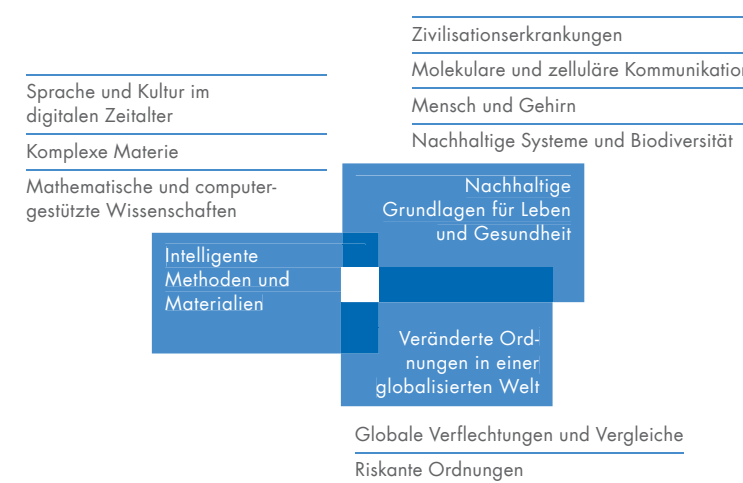 Zivilisationserkrankungen
Molekulare und zelluläre Kommunikation
Mensch und Gehirn
Nachhaltige Systeme und Biodiversität
Sprache und Kultur im
digitalen Zeitalter
Komplexe Materie
Mathematische und computer-
gestützte Wissenschaften
Nachhaltige
Grundlagen für Leben
und Gesundheit
Intelligente
Methoden und
Materialien
Veränderte Ord-
nungen in einer
globalisierten Welt
Globale Verflechtungen und Vergleiche
Riskante Ordnungen